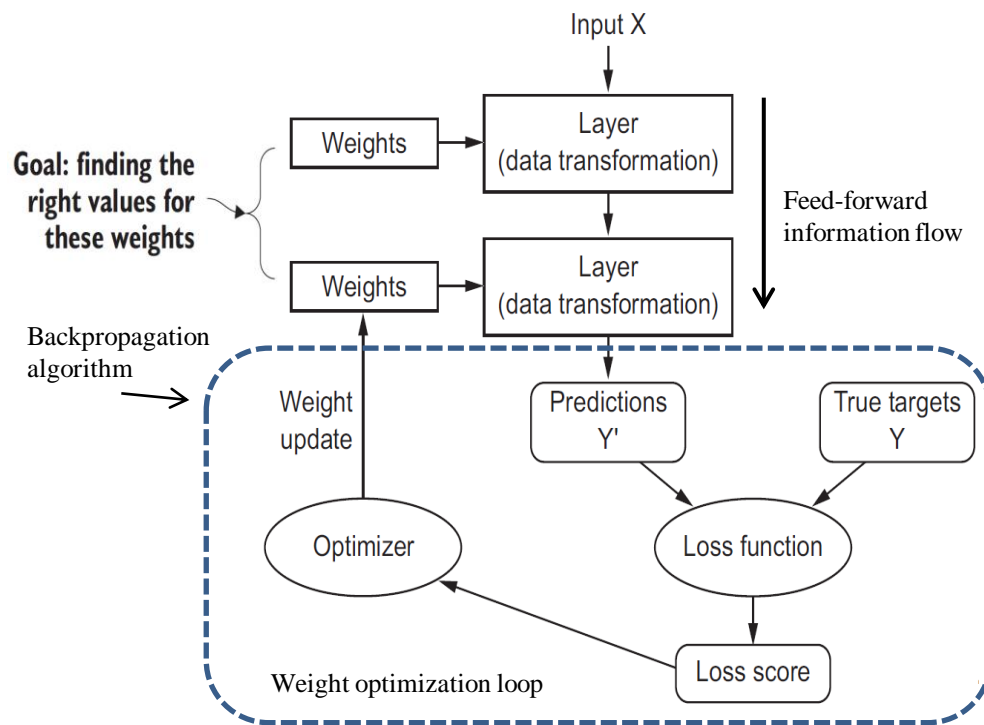 Input X
Weights
Layer
(data transformation)
Goal: finding the
right values for
these weights
Feed-forward
information flow
Weights
Layer
(data transformation)
Backpropagation
algorithm
Weight
update
Predictions
Y'
True targets
Y
Optimizer
Loss function
Loss score
Weight optimization loop